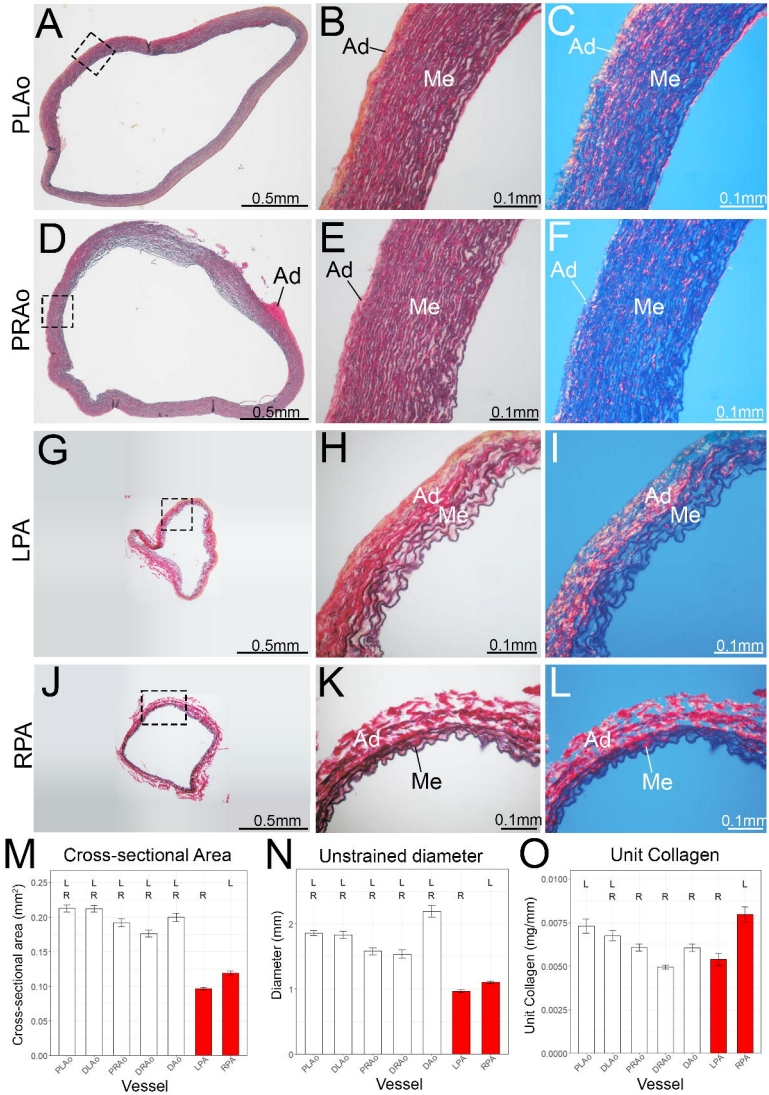 A
B
C
PLAo
Ad
Me
Ad
Me
0.5mm
0.1mm
0.1mm
D
E
F
PRAo
Ad
Ad
Me
Ad
Me
0.5mm
0.1mm
0.1mm
G
H
I
LPA
Ad
Me
Ad
Me
0.5mm
0.1mm
0.1mm
J
K
L
RPA
Ad
Me
Ad
Me
0.5mm
0.1mm
0.1mm
M
Cross-sectional Area
Cross-sectional area (mm²)
0.25
0.20
0.15
0.10
0.05
0.00
L L L L L L
R R R R R R
PLAo DLAo PRAo DRAo DAo LPA RPA
Vessel
N
Unstrained diameter
Diameter (mm)
2
1
0
L L L L L L
R R R R R R
PLAo DLAo PRAo DRAo DAo LPA RPA
Vessel
O
Unit Collagen
Unit Collagen (mg/mm)
0.0100
0.0075
0.0050
0.0025
0.0000
L L L
R R R R R
PLAo DLAo PRAo DRAo DAo LPA RPA
Vessel